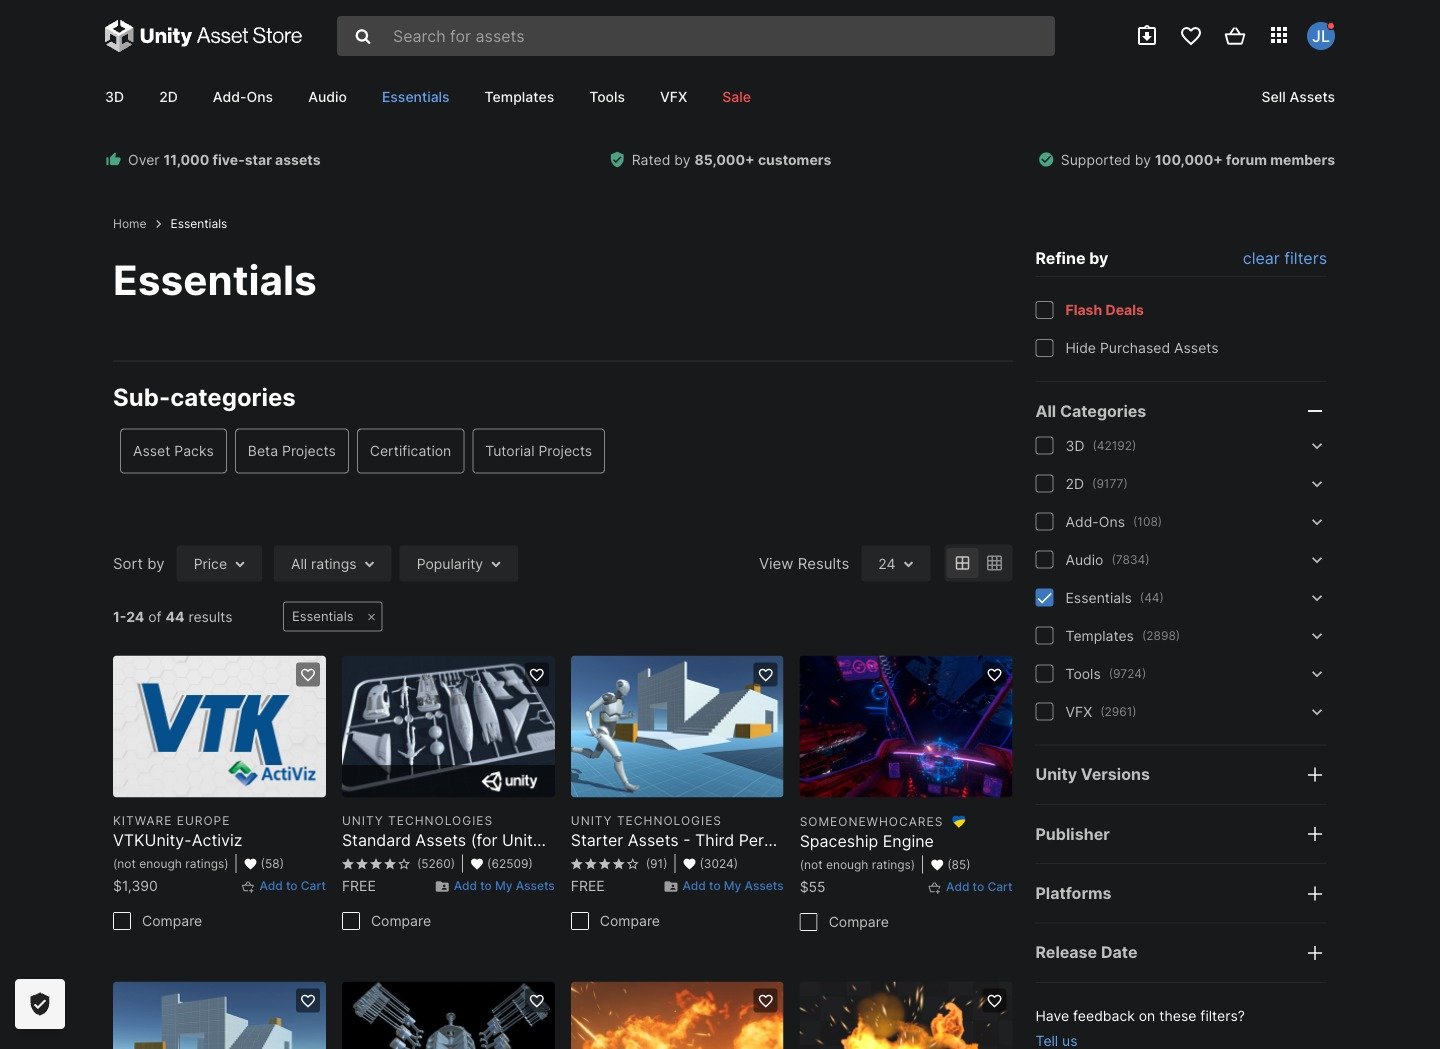 Unity Asset Store
Search for assets
JL
3D 2D Add-Ons Audio Essentials Templates Tools VFX Sale Sell Assets
Over 11,000 five-star assets
Rated by 85,000+ customers
Supported by 100,000+ forum members
Home > Essentials
Essentials
Sub-categories
Asset Packs Beta Projects Certification Tutorial Projects
Sort by Price All ratings Popularity View Results 24
1-24 of 44 results Essentials ×
VTK
ActiViz
KITWARE EUROPE
VTKUnity-Activiz
(not enough ratings) (58)
$1,390 Add to Cart
Compare
unity
UNITY TECHNOLOGIES
Standard Assets (for Unit...
(5260) (62509)
FREE Add to My Assets
Compare
UNITY TECHNOLOGIES
Starter Assets - Third Per...
(91) (3024)
FREE Add to My Assets
Compare
SOMEONEWHOCARES
Spaceship Engine
(not enough ratings) (85)
$55 Add to Cart
Compare
Refine by clear filters
Flash Deals
Hide Purchased Assets
All Categories
3D (42192)
2D (9177)
Add-Ons (108)
Audio (7834)
Essentials (44)
Templates (2898)
Tools (9724)
VFX (2961)
Unity Versions
Publisher
Platforms
Release Date
Have feedback on these filters?
Tell us